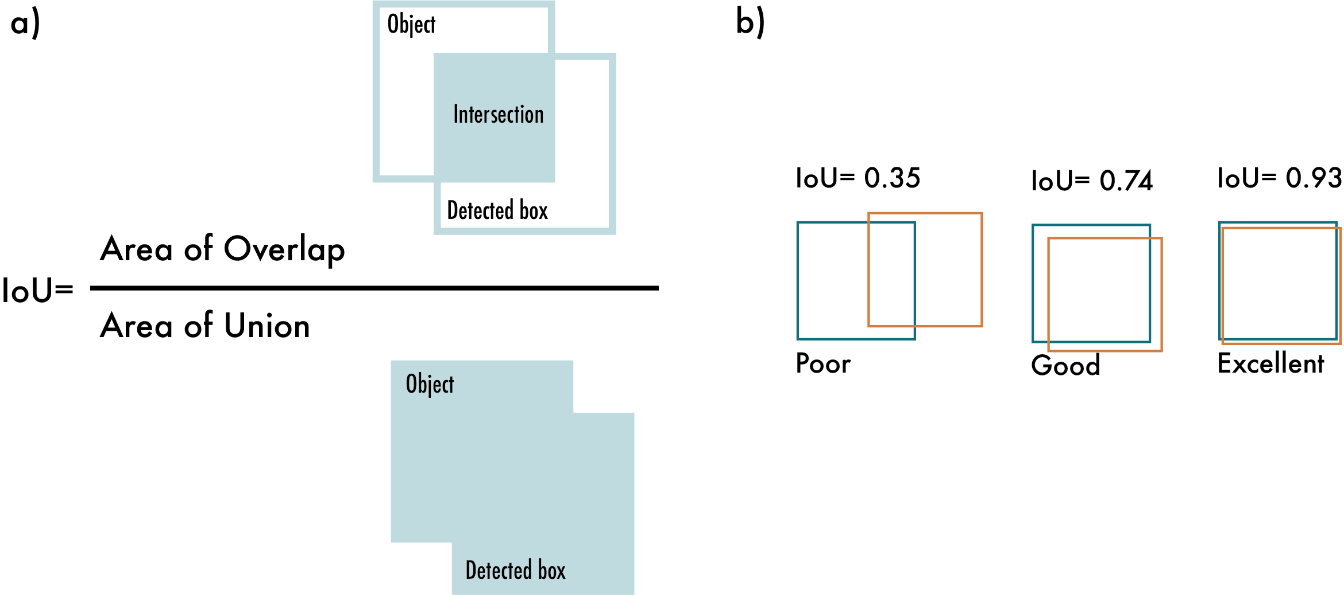 a)
Object
Intersection
Detected box
IoU=
Area of Overlap
Area of Union
Object
Detected box
b)
IoU= 0.35
Poor
IoU= 0.74
Good
IoU= 0.93
Excellent